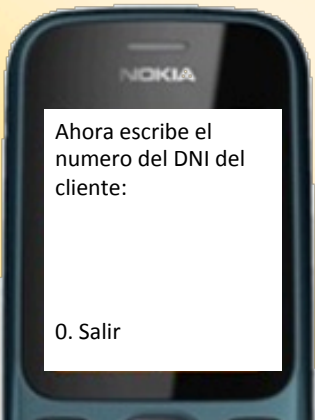 NOKIA
Ahora escribe el
numero del DNI del
cliente:
0. Salir